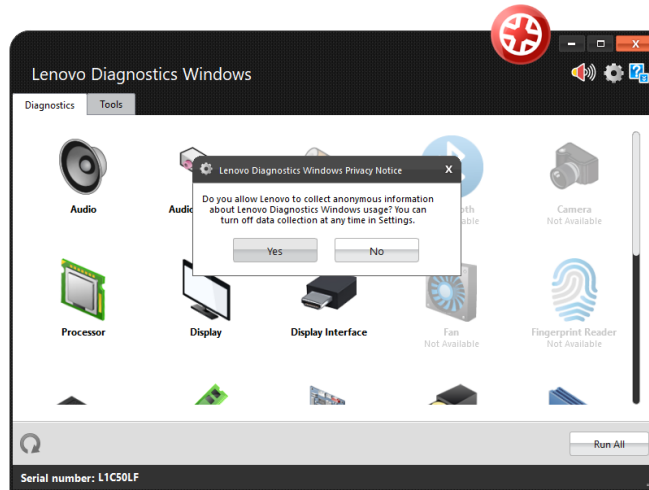 Lenovo Diagnostics Windows
Diagnostics Tools
Lenovo Diagnostics Windows Privacy Notice X
Do you allow Lenovo to collect anonymous information
about Lenovo Diagnostics Windows usage? You can
turn off data collection at any time in Settings.
Yes No
Audio
Camera
Not Available
Processor
Display
Display Interface
Fan
Not Available
Fingerprint Reader
Not Available
Run All
Serial number: L1C50LF